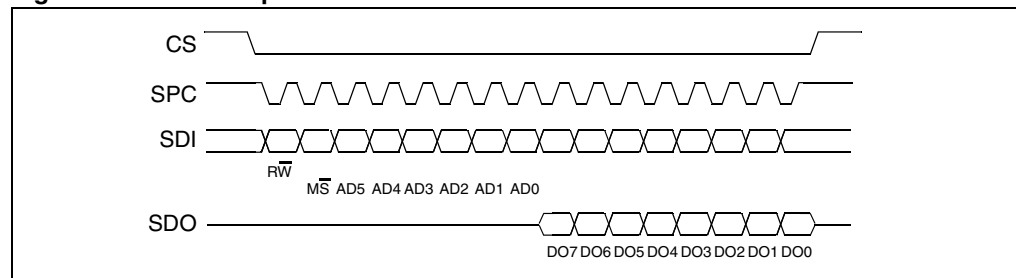 CS
SPC
SDI
RW̅
MS̅ AD5 AD4 AD3 AD2 AD1 AD0
SDO
DO7 DO6 DO5 DO4 DO3 DO2 DO1 DO0